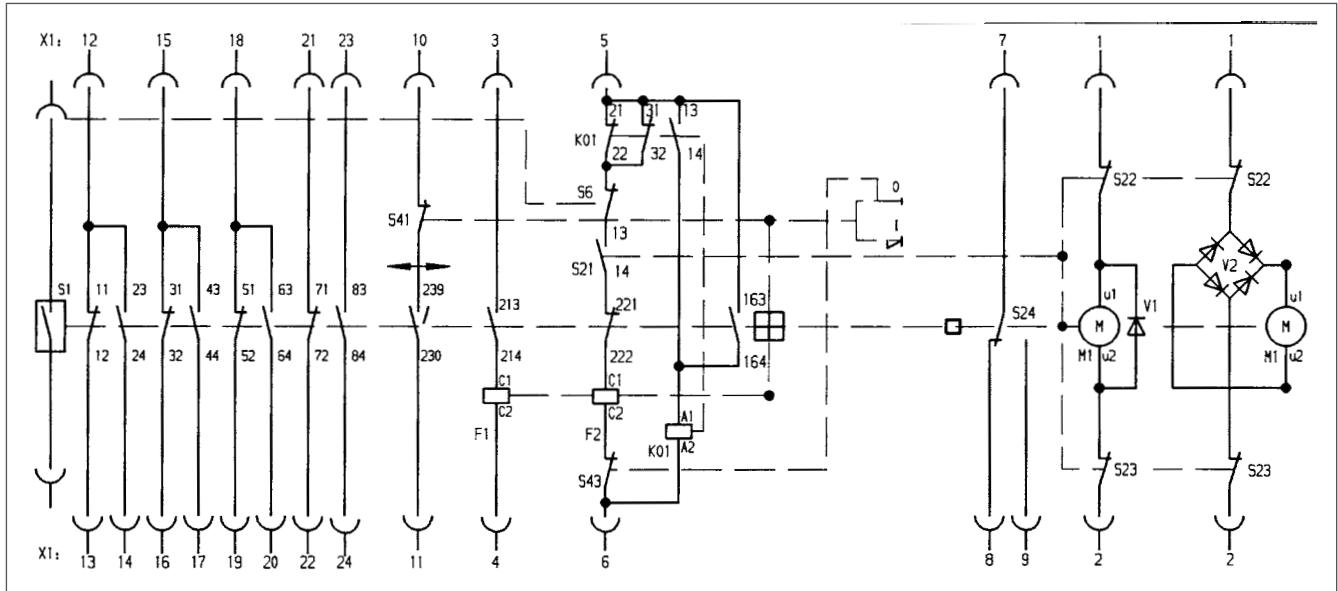 X1: 12 15 18 21 23 10 3 5 7 1 1
21 31 13
K01
22 32 14
S6
S22 S22
O
I
S41
13
S21
14
V2
S1 11 23 31 43 51 63 71 83 239 213 221 163
S24
u1 V1 u1
M M
M1 u2 M1 u2
12 24 32 44 52 64 72 84 230 214 222 164
C1 C1
C2 C2
F1 F2
A1
K01 A2
S43
S23 S23
X1: 13 14 16 17 19 20 22 24 11 4 6 8 9 2 2